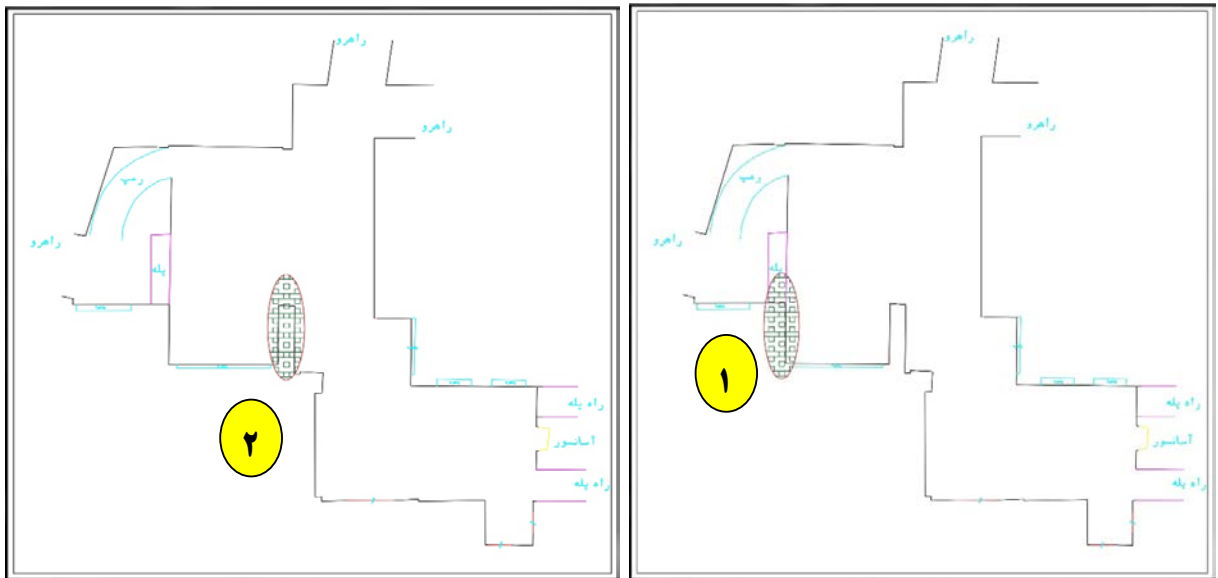 راهرو
راهرو
رمپ
راهرو
پله
۱
راه پله
آسانسور
راه پله
راهرو
راهرو
رمپ
راهرو
پله
۲
راه پله
آسانسور
راه پله